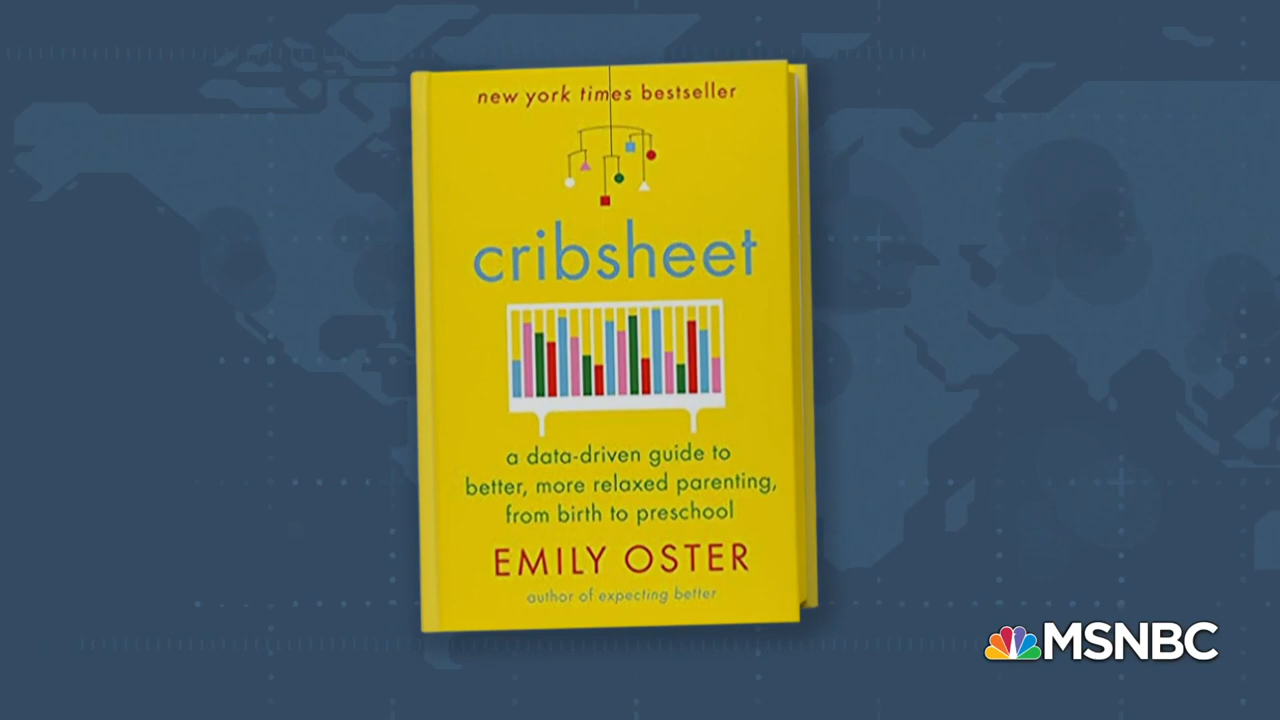 new york times bestseller
cribsheet
a data-driven guide to
better, more relaxed parenting,
from birth to preschool
EMILY OSTER
author of expecting better
MSNBC